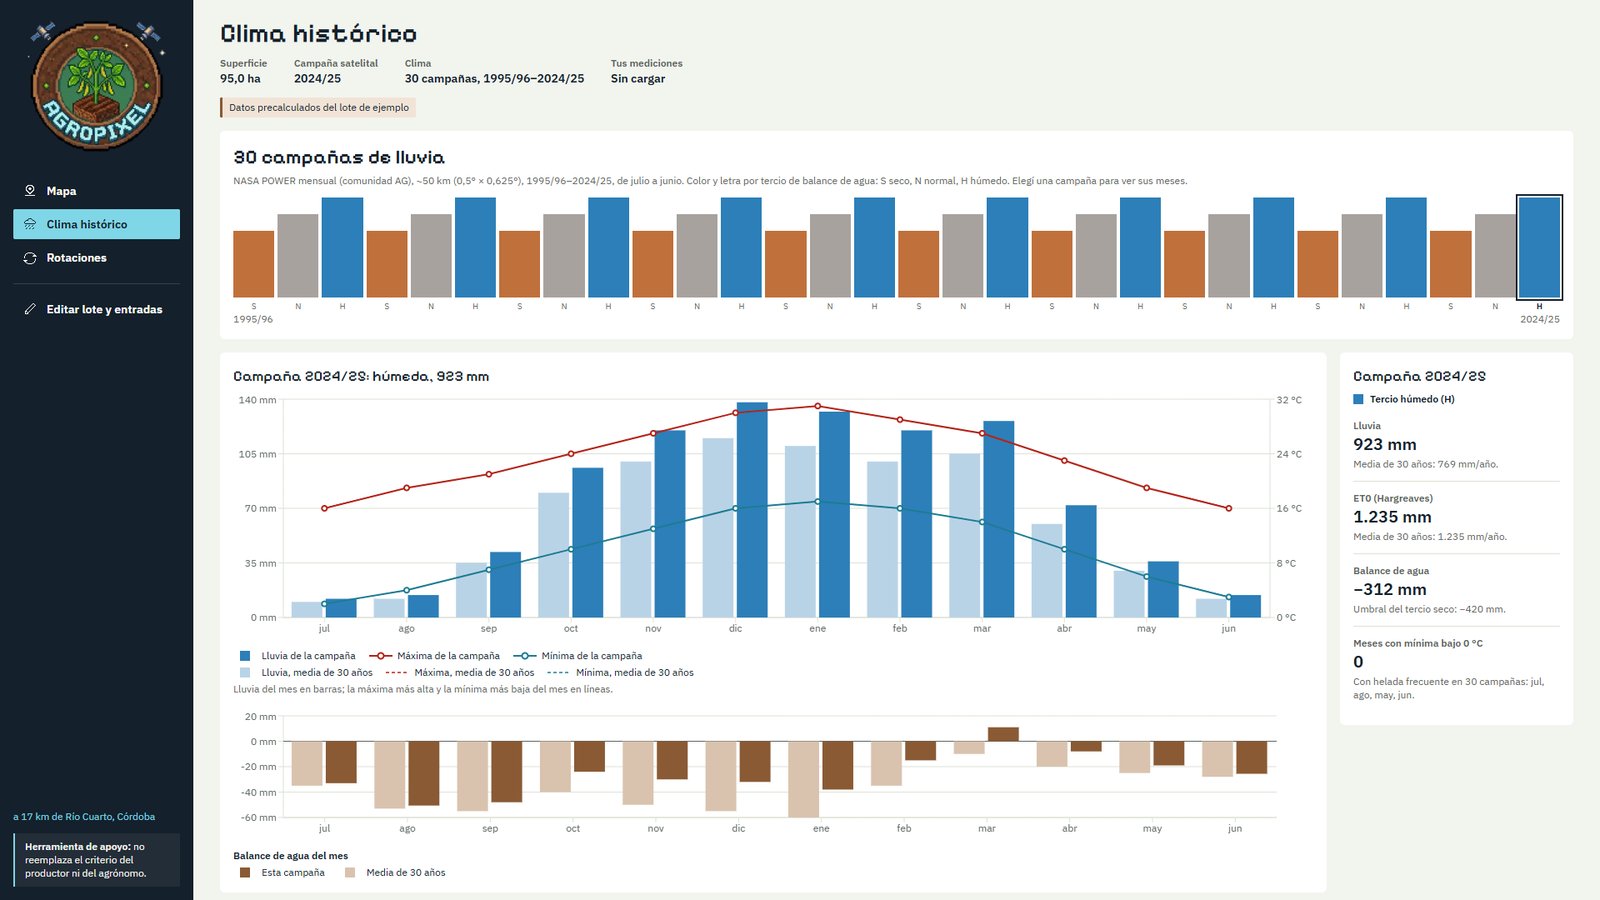 AGROPIXEL
Mapa
Clima histórico
Rotaciones
Editar lote y entradas
a 17 km de Río Cuarto, Córdoba
Herramienta de apoyo: no
reemplaza el criterio del
productor ni del agrónomo.
Clima histórico
Superficie Campaña satelital Clima Tus mediciones
95,0 ha 2024/25 30 campañas, 1995/96–2024/25 Sin cargar
Datos precalculados del lote de ejemplo
30 campañas de lluvia
NASA POWER mensual (comunidad AG), ~50 km (0,5° × 0,625°), 1995/96–2024/25, de julio a junio. Color y letra por tercio de balance de agua: S seco, N normal, H húmedo. Elegí una campaña para ver sus meses.
S N H S N H S N H S N H S N H S N H S N H S N H S N H S N H
1995/96 2024/25
Campaña 2024/25: húmeda, 923 mm
140 mm 32 °C
105 mm 24 °C
70 mm 16 °C
35 mm 8 °C
0 mm 0 °C
jul ago sep oct nov dic ene feb mar abr may jun
Lluvia de la campaña Máxima de la campaña Mínima de la campaña
Lluvia, media de 30 años Máxima, media de 30 años Mínima, media de 30 años
Lluvia del mes en barras; la máxima más alta y la mínima más baja del mes en líneas.
20 mm
0 mm
-20 mm
-40 mm
-60 mm
jul ago sep oct nov dic ene feb mar abr may jun
Balance de agua del mes
Esta campaña Media de 30 años
Campaña 2024/25
Tercio húmedo (H)
Lluvia
923 mm
Media de 30 años: 769 mm/año.
ET0 (Hargreaves)
1.235 mm
Media de 30 años: 1.235 mm/año.
Balance de agua
−312 mm
Umbral del tercio seco: −420 mm.
Meses con mínima bajo 0 °C
0
Con helada frecuente en 30 campañas: jul,
ago, may, jun.